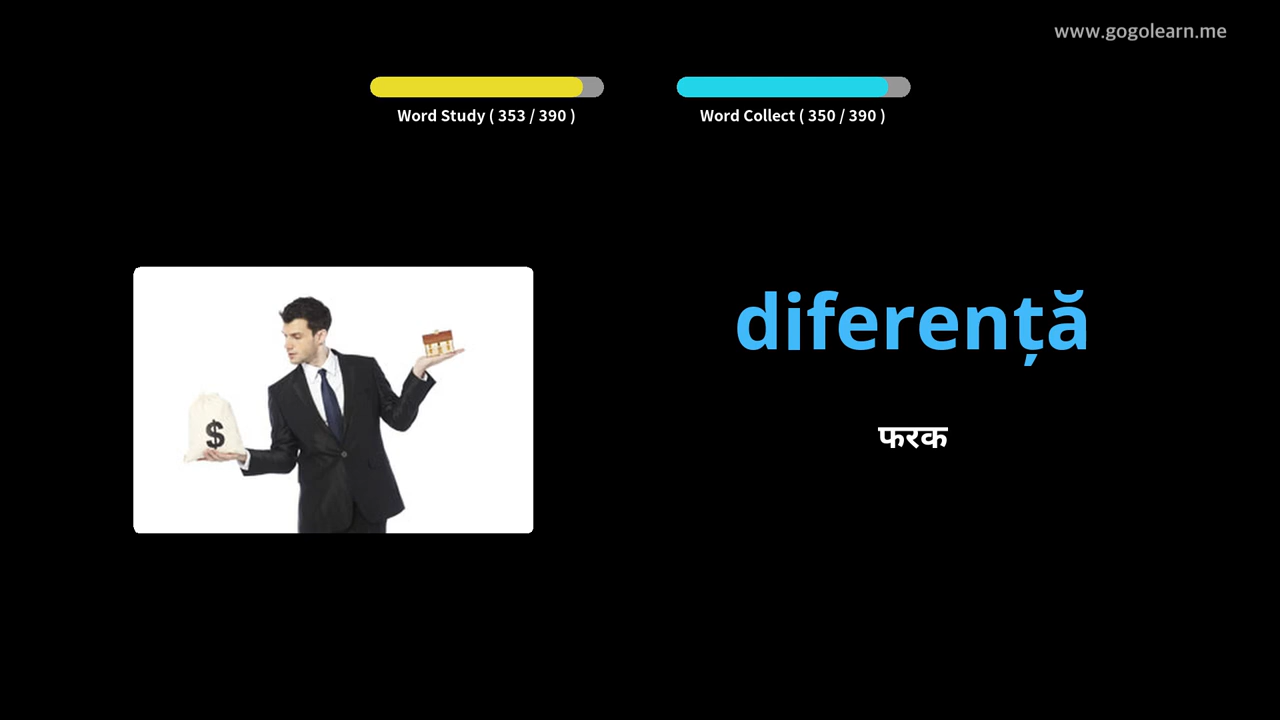 www.gogolearn.me
Word Study ( 353 / 390 )
Word Collect ( 350 / 390 )
$
diferență
फरक